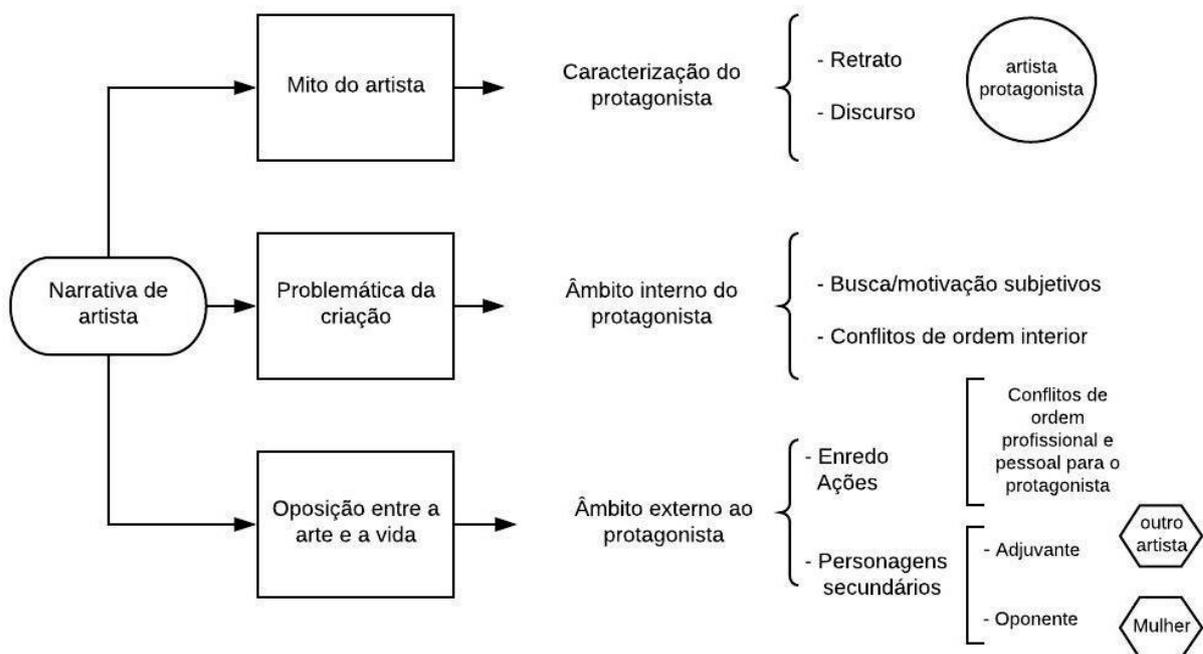 Mito do artista
Caracterização do
protagonista
- Retrato
- Discurso
artista
protagonista
Narrativa de
artista
Problemática da
criação
Âmbito interno do
protagonista
- Busca/motivação subjetivos
- Conflitos de ordem interior
Oposição entre a
arte e a vida
Âmbito externo ao
protagonista
- Enredo
Ações
Conflitos de
ordem
profissional e
pessoal para o
protagonista
- Personagens
secundários
- Adjuvante
outro
artista
- Oponente
Mulher